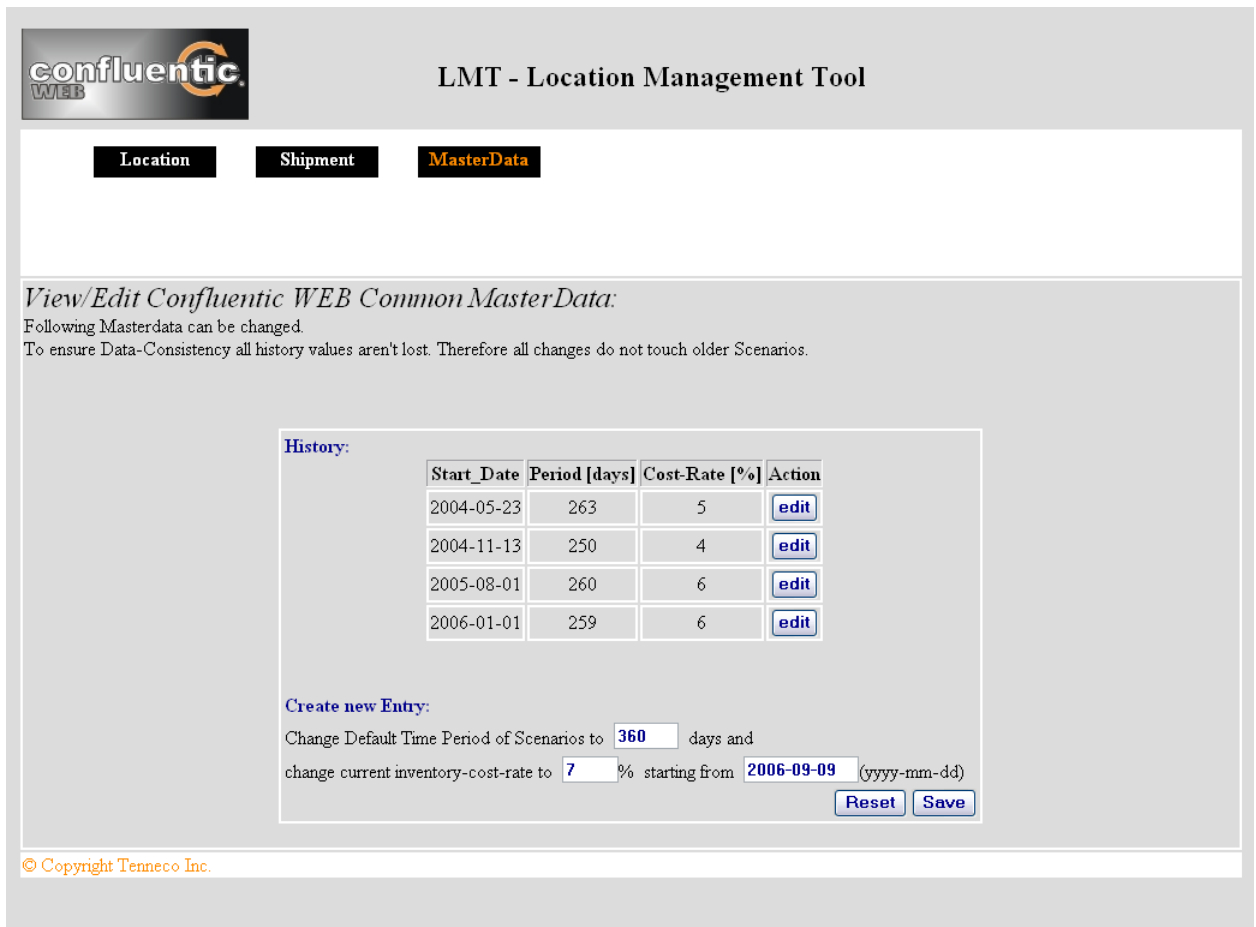 confluentic.
WEB
LMT - Location Management Tool
Location Shipment MasterData
View/Edit Confluentic WEB Common MasterData:
Following Masterdata can be changed.
To ensure Data-Consistency all history values aren't lost. Therefore all changes do not touch older Scenarios.
History:
Start_Date Period [days] Cost-Rate [%] Action
2004-05-23 263 5 edit
2004-11-13 250 4 edit
2005-08-01 260 6 edit
2006-01-01 259 6 edit
Create new Entry:
Change Default Time Period of Scenarios to 360 days and
change current inventory-cost-rate to 7 % starting from 2006-09-09 (yyyy-mm-dd)
Reset Save
© Copyright Tenneco Inc.